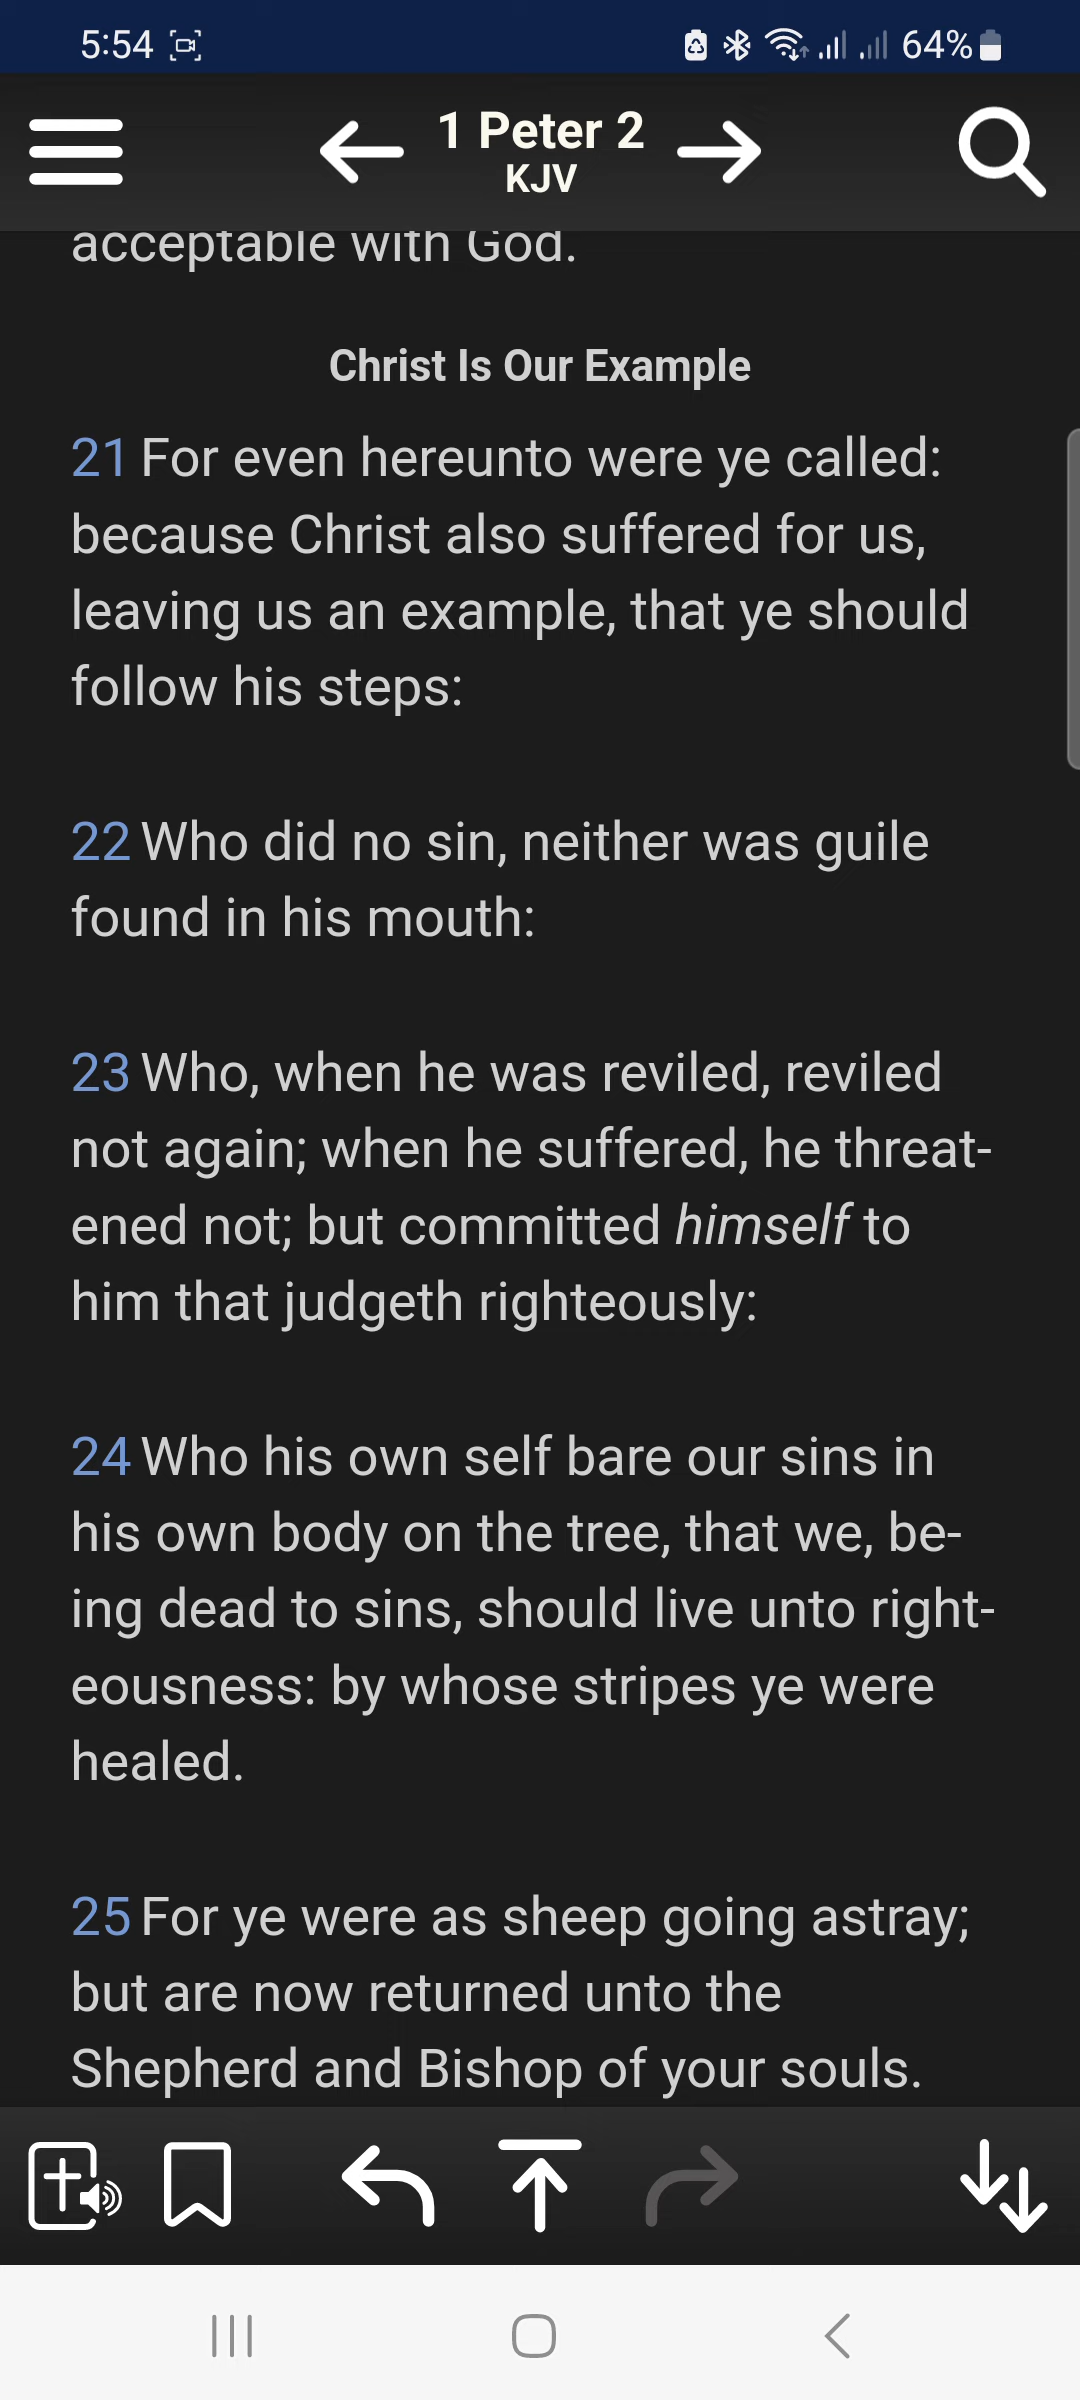 5:54 64%
1 Peter 2
KJV
acceptable with God.
Christ Is Our Example
21 For even hereunto were ye called:
because Christ also suffered for us,
leaving us an example, that ye should
follow his steps:
22 Who did no sin, neither was guile
found in his mouth:
23 Who, when he was reviled, reviled
not again; when he suffered, he threat-
ened not; but committed himself to
him that judgeth righteously:
24 Who his own self bare our sins in
his own body on the tree, that we, be-
ing dead to sins, should live unto right-
eousness: by whose stripes ye were
healed.
25 For ye were as sheep going astray;
but are now returned unto the
Shepherd and Bishop of your souls.